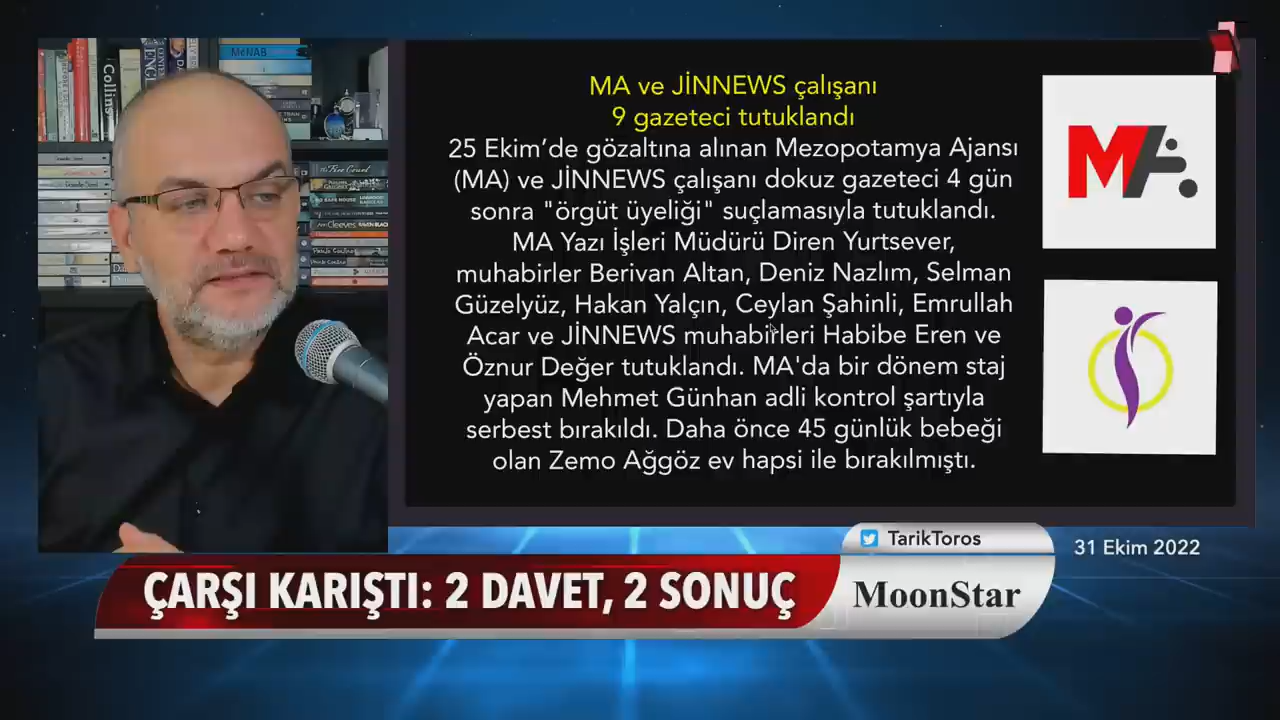 MA ve JİNNEWS çalışanı
9 gazeteci tutuklandı
25 Ekim’de gözaltına alınan Mezopotamya Ajansı
(MA) ve JİNNEWS çalışanı dokuz gazeteci 4 gün
sonra "örgüt üyeliği" suçlamasıyla tutuklandı.
MA Yazı İşleri Müdürü Diren Yurtsever,
muhabirler Berivan Altan, Deniz Nazlım, Selman
Güzelyüz, Hakan Yalçın, Ceylan Şahinli, Emrullah
Acar ve JİNNEWS muhabirleri Habibe Eren ve
Öznur Değer tutuklandı. MA'da bir dönem staj
yapan Mehmet Günhan adli kontrol şartıyla
serbest bırakıldı. Daha önce 45 günlük bebeği
olan Zemo Ağgöz ev hapsi ile bırakılmıştı.
MA
McNAB
Collins
TarikToros
31 Ekim 2022
ÇARŞI KARIŞTI: 2 DAVET, 2 SONUÇ
MoonStar